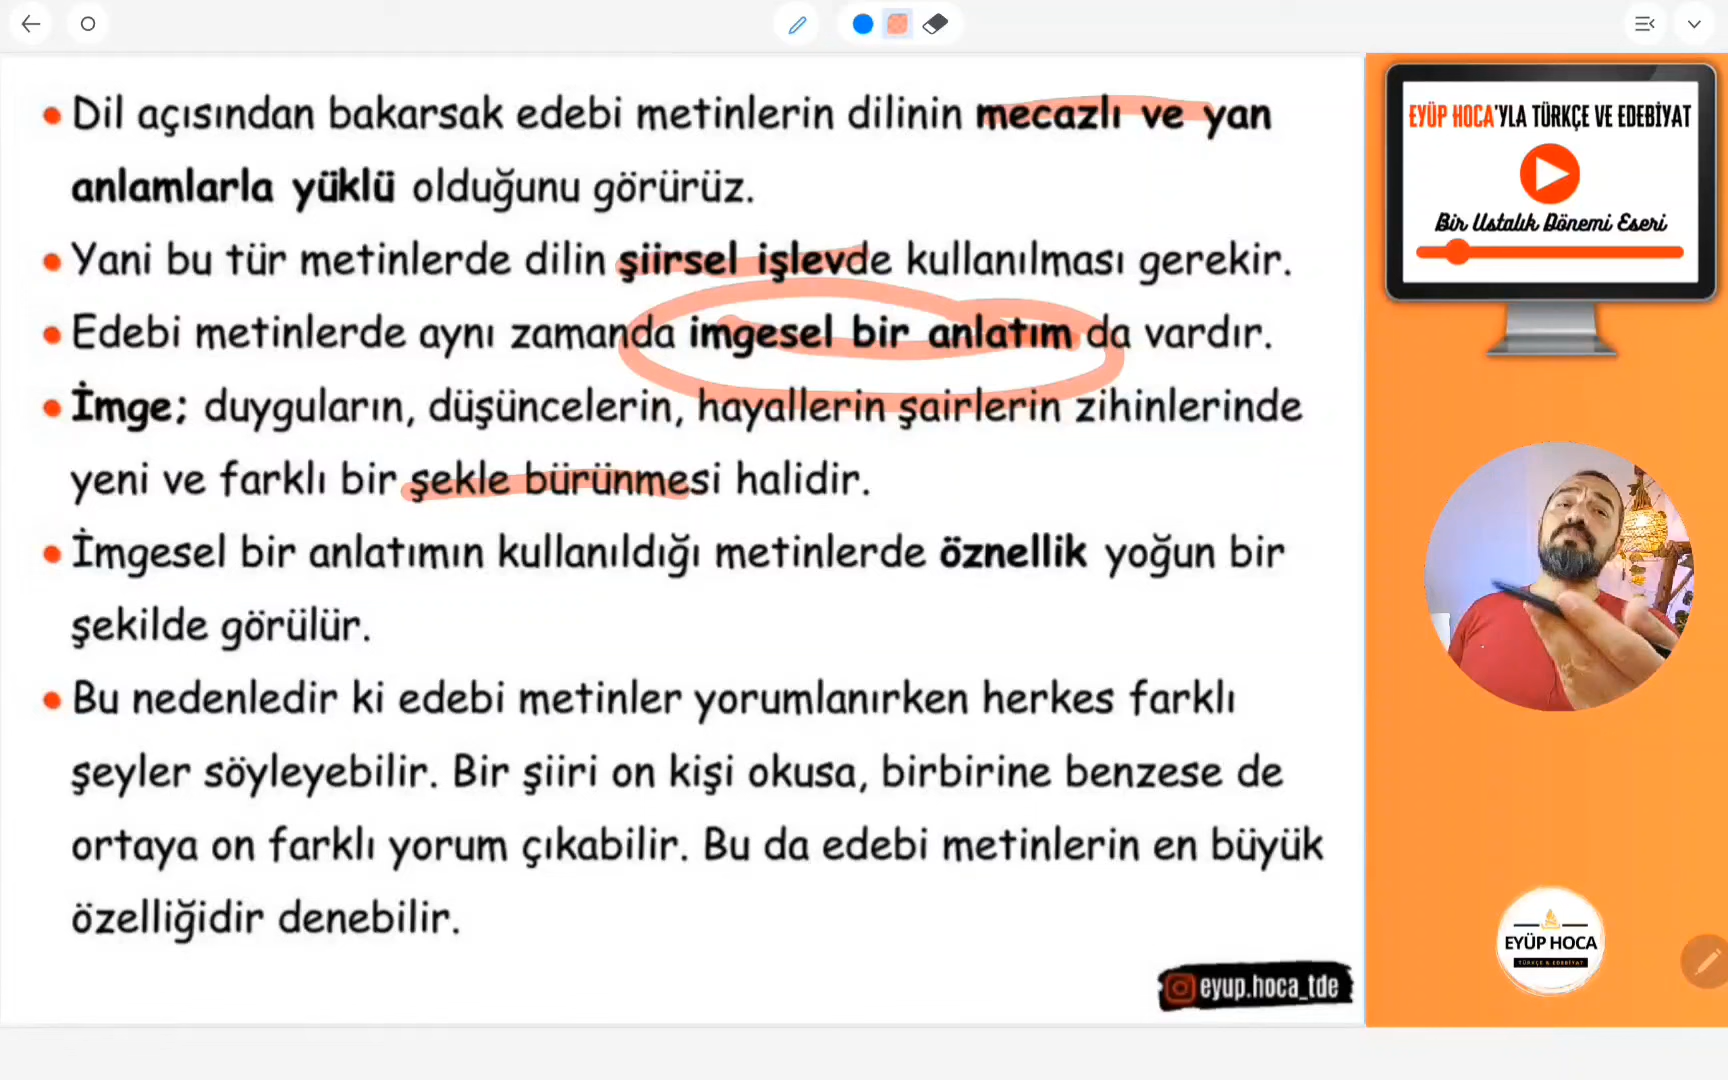 Dil açısından bakarsak edebi metinlerin dilinin mecazlı ve yan
anlamlarla yüklü olduğunu görürüz.
Yani bu tür metinlerde dilin şiirsel işlevde kullanılması gerekir.
Edebi metinlerde aynı zamanda imgesel bir anlatım da vardır.
İmge; duyguların, düşüncelerin, hayallerin şairlerin zihinlerinde
yeni ve farklı bir şekle bürünmesi halidir.
İmgesel bir anlatımın kullanıldığı metinlerde öznellik yoğun bir
şekilde görülür.
Bu nedenledir ki edebi metinler yorumlanırken herkes farklı
şeyler söyleyebilir. Bir şiiri on kişi okusa, birbirine benzese de
ortaya on farklı yorum çıkabilir. Bu da edebi metinlerin en büyük
özelliğidir denebilir.
eyup.hoca_tde
EYÜP HOCA'YLA TÜRKÇE VE EDEBİYAT
Bir Ustalık Dönemi Eseri
EYÜP HOCA
TÜRKÇE & EDEBİYAT